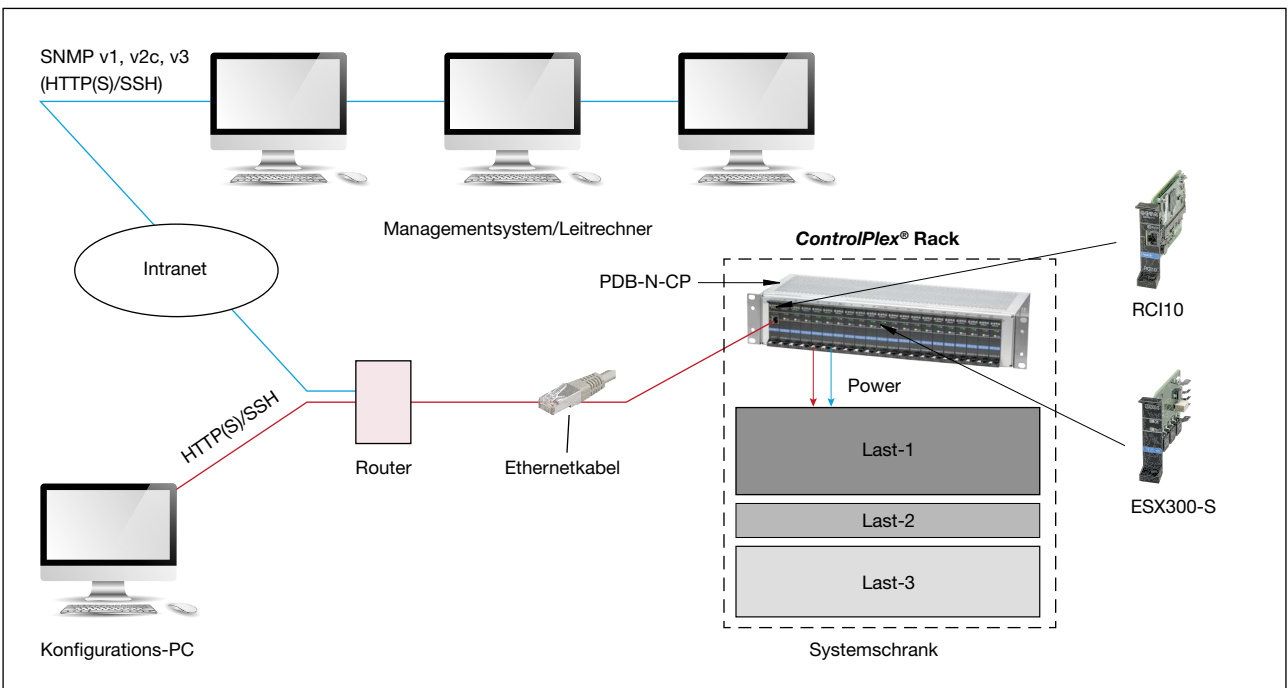 SNMP v1, v2c, v3
(HTTP(S)/SSH)
Managementsystem/Leitrechner
Intranet
ControlPlex® Rack
PDB-N-CP
RCI10
Power
HTTP(S)/SSH
Router
Ethernetkabel
Last-1
Last-2
Last-3
ESX300-S
Konfigurations-PC
Systemschrank